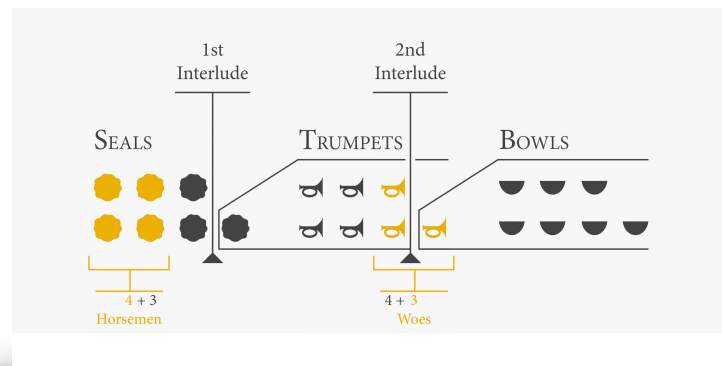 1st
Interlude
2nd
Interlude
SEALS
TRUMPETS
BOWLS
4 + 3
Horsemen
4 + 3
Woes